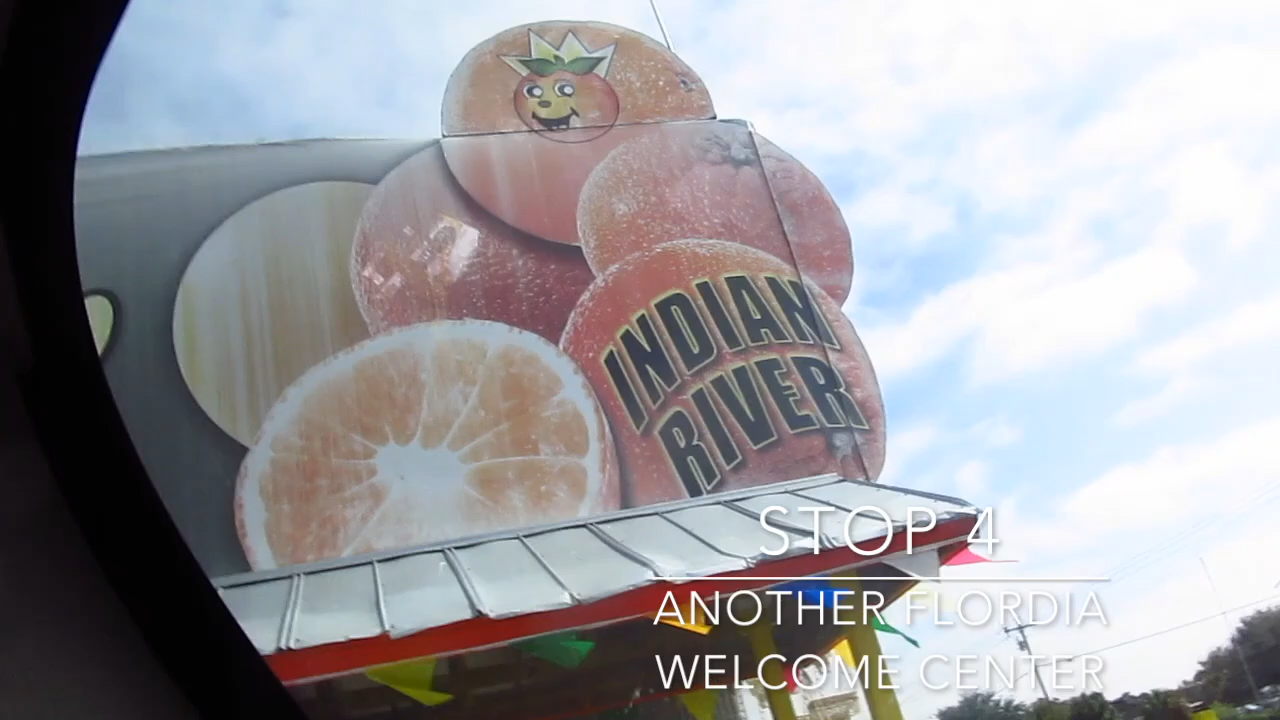 INDIAN
RIVER
STOP 4
ANOTHER FLORDIA
WELCOME CENTER